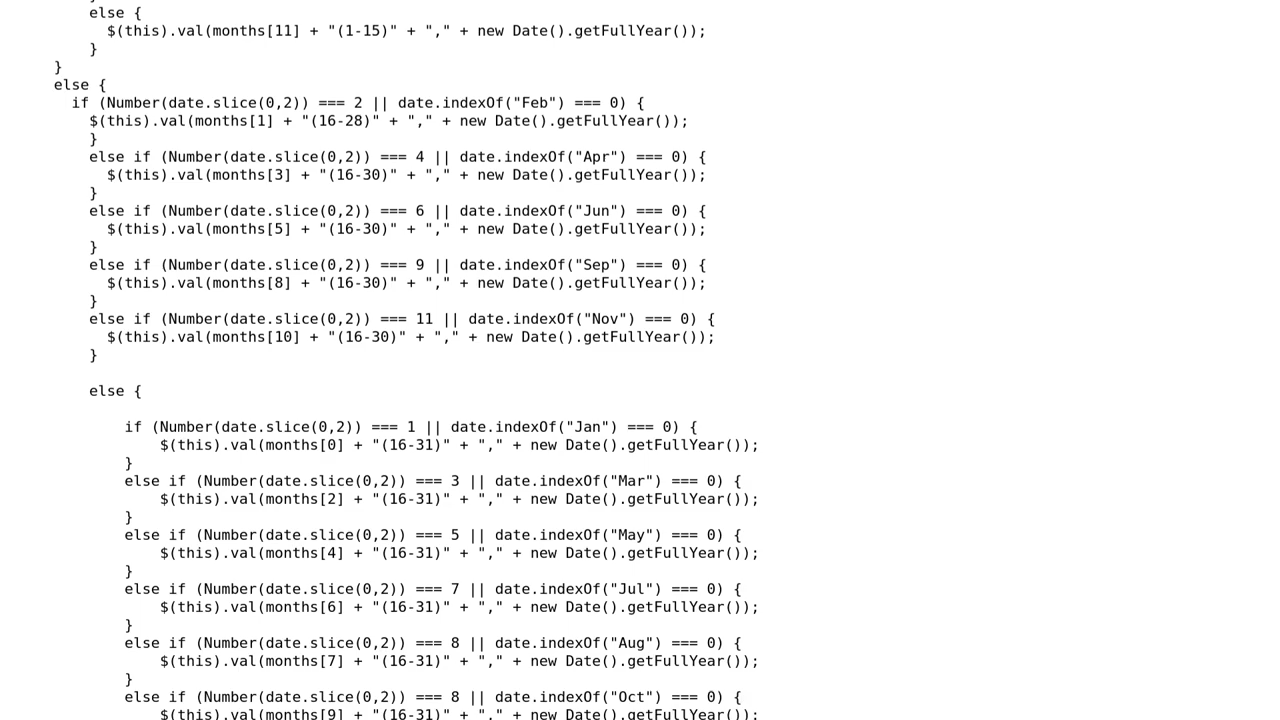 else {
$(this).val(months[11] + "(1-15)" + "," + new Date().getFullYear());
}
}
else {
if (Number(date.slice(0,2)) === 2 || date.indexOf("Feb") === 0) {
$(this).val(months[1] + "(16-28)" + "," + new Date().getFullYear());
}
else if (Number(date.slice(0,2)) === 4 || date.indexOf("Apr") === 0) {
$(this).val(months[3] + "(16-30)" + "," + new Date().getFullYear());
}
else if (Number(date.slice(0,2)) === 6 || date.indexOf("Jun") === 0) {
$(this).val(months[5] + "(16-30)" + "," + new Date().getFullYear());
}
else if (Number(date.slice(0,2)) === 9 || date.indexOf("Sep") === 0) {
$(this).val(months[8] + "(16-30)" + "," + new Date().getFullYear());
}
else if (Number(date.slice(0,2)) === 11 || date.indexOf("Nov") === 0) {
$(this).val(months[10] + "(16-30)" + "," + new Date().getFullYear());
}
else {
if (Number(date.slice(0,2)) === 1 || date.indexOf("Jan") === 0) {
$(this).val(months[0] + "(16-31)" + "," + new Date().getFullYear());
}
else if (Number(date.slice(0,2)) === 3 || date.indexOf("Mar") === 0) {
$(this).val(months[2] + "(16-31)" + "," + new Date().getFullYear());
}
else if (Number(date.slice(0,2)) === 5 || date.indexOf("May") === 0) {
$(this).val(months[4] + "(16-31)" + "," + new Date().getFullYear());
}
else if (Number(date.slice(0,2)) === 7 || date.indexOf("Jul") === 0) {
$(this).val(months[6] + "(16-31)" + "," + new Date().getFullYear());
}
else if (Number(date.slice(0,2)) === 8 || date.indexOf("Aug") === 0) {
$(this).val(months[7] + "(16-31)" + "," + new Date().getFullYear());
}
else if (Number(date.slice(0,2)) === 8 || date.indexOf("Oct") === 0) {
$(this).val(months[9] + "(16-31)" + "," + new Date().getFullYear());